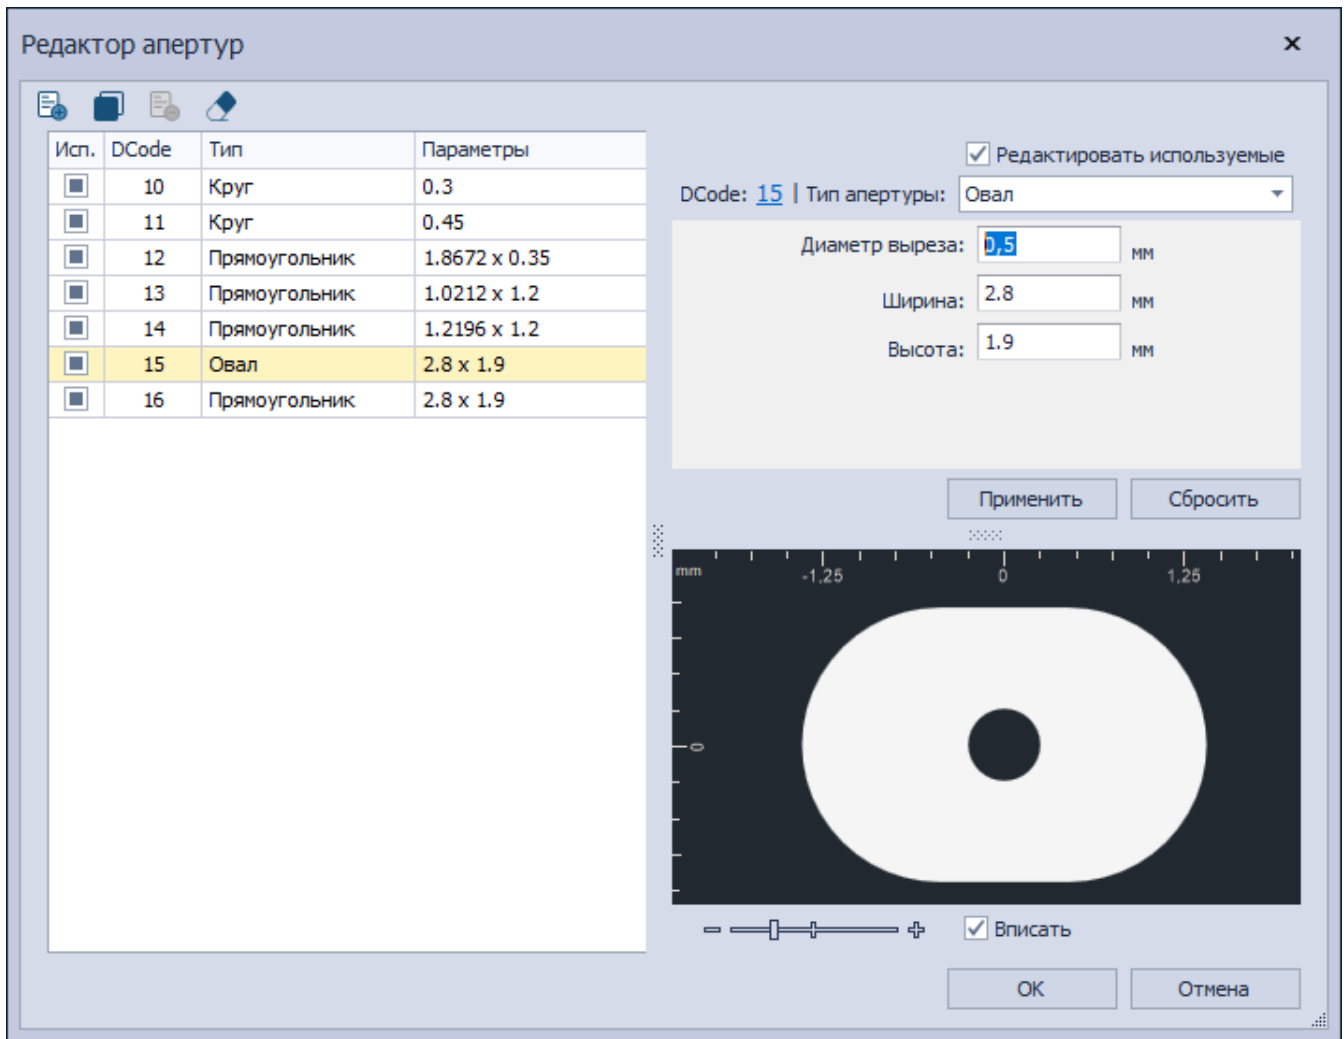 Редактор апертур
Исп. DCode Тип Параметры
10 Круг 0.3
11 Круг 0.45
12 Прямоугольник 1.8672 x 0.35
13 Прямоугольник 1.0212 x 1.2
14 Прямоугольник 1.2196 x 1.2
15 Овал 2.8 x 1.9
16 Прямоугольник 2.8 x 1.9
Редактировать используемые
DCode: 15 | Тип апертуры: Овал
Диаметр выреза: 0,5 мм
Ширина: 2.8 мм
Высота: 1.9 мм
Применить Сбросить
mm -1,25 0 1,25
0
Вписать
ОК Отмена